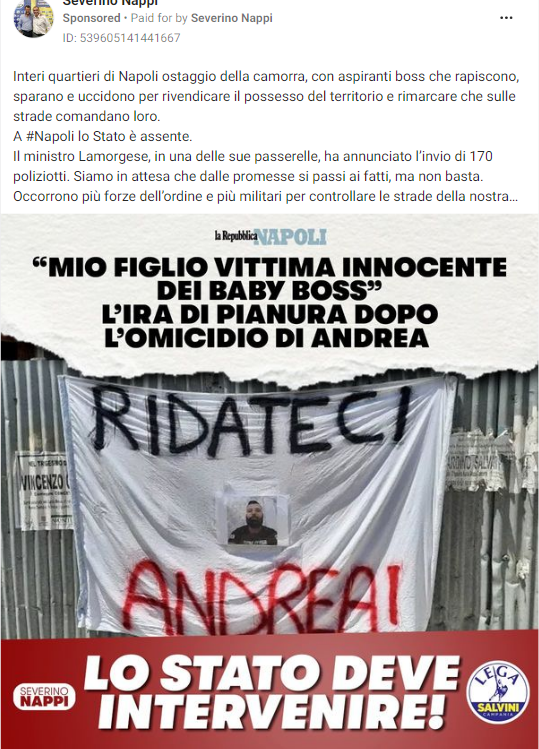 Severino Nappi
Sponsored • Paid for by Severino Nappi
ID: 539605141441667
Interi quartieri di Napoli ostaggio della camorra, con aspiranti boss che rapiscono,
sparano e uccidono per rivendicare il possesso del territorio e rimarcare che sulle
strade comandano loro.
A #Napoli lo Stato è assente.
Il ministro Lamorgese, in una delle sue passerelle, ha annunciato l’invio di 170
poliziotti. Siamo in attesa che dalle promesse si passi ai fatti, ma non basta.
Occorrono più forze dell’ordine e più militari per controllare le strade della nostra...
la Repubblica NAPOLI
“MIO FIGLIO VITTIMA INNOCENTE
DEI BABY BOSS”
L’IRA DI PIANURA DOPO
L’OMICIDIO DI ANDREA
RIDATECI
VINCENZO
ANDREA!
SEVERINO
NAPPI
LO STATO DEVE
INTERVENIRE!
LEGA
SALVINI
CAMPANIA